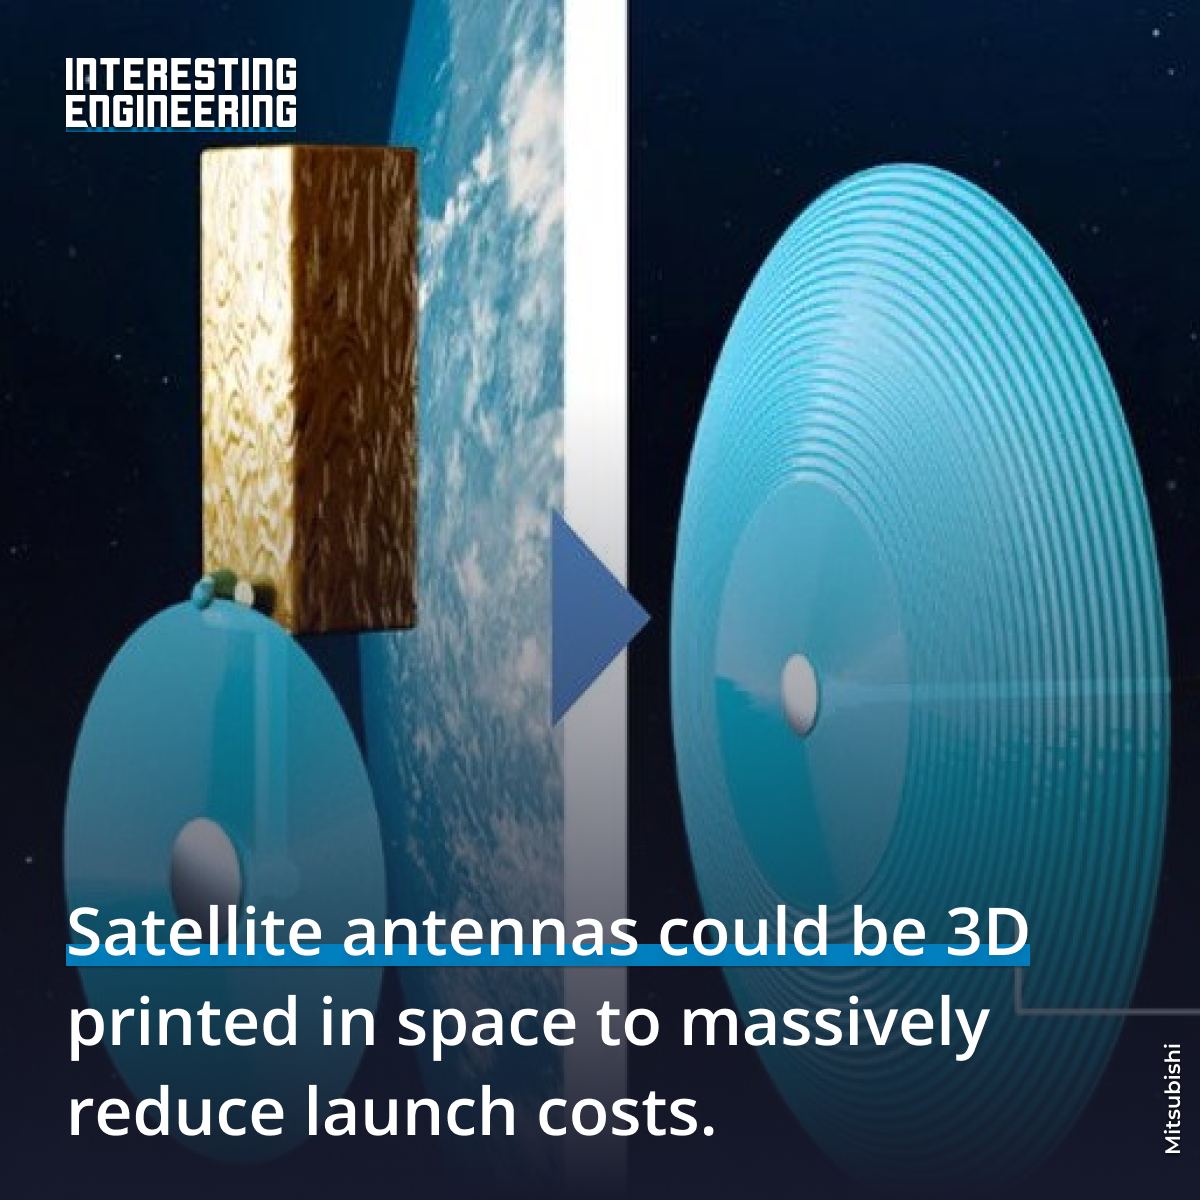 INTERESTING
ENGINEERING
Satellite antennas could be 3D
printed in space to massively
reduce launch costs.
Mitsubishi